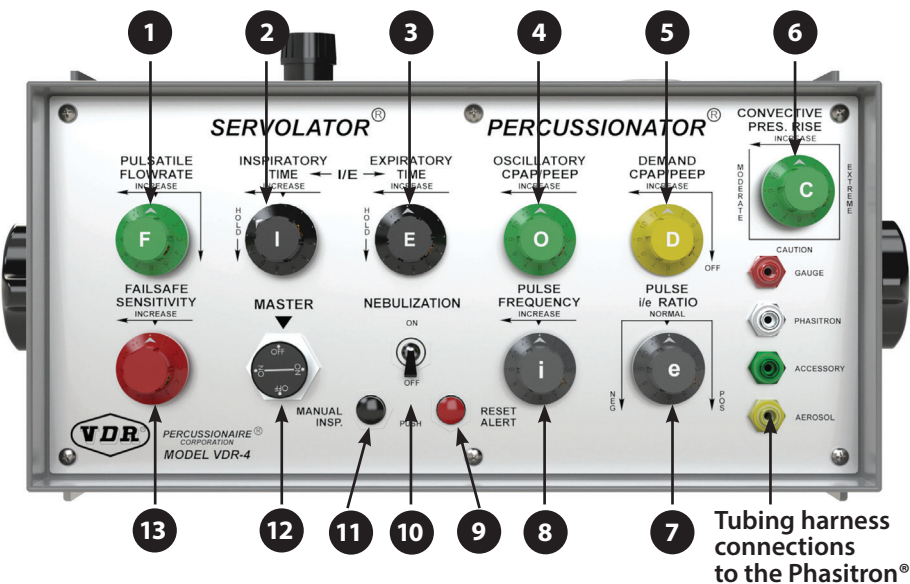 1 2 3 4 5 6
SERVOLATOR® PERCUSSIONATOR®
CONVECTIVE
PRES. RISE
INCREASE
MODERATE
EXTREME
C
PULSATILE
FLOWRATE
INCREASE
F
INSPIRATORY
TIME
INCREASE
HOLD
I
I/E
EXPIRATORY
TIME
INCREASE
HOLD
E
OSCILLATORY
CPAP/PEEP
INCREASE
O
DEMAND
CPAP/PEEP
INCREASE
OFF
D
CAUTION
GAUGE
PHASITRON
ACCESSORY
AEROSOL
FAILSAFE
SENSITIVITY
INCREASE
MASTER
OFF
ON
ON
OFF
NEBULIZATION
ON
OFF
MANUAL
INSP.
PUSH
RESET
ALERT
PULSE
FREQUENCY
INCREASE
i
PULSE
i/e RATIO
NORMAL
NEG
POS
e
VDR®
PERCUSSIONAIRE®
CORPORATION
MODEL VDR-4
13 12 11 10 9 8 7
Tubing harness
connections
to the Phasitron®